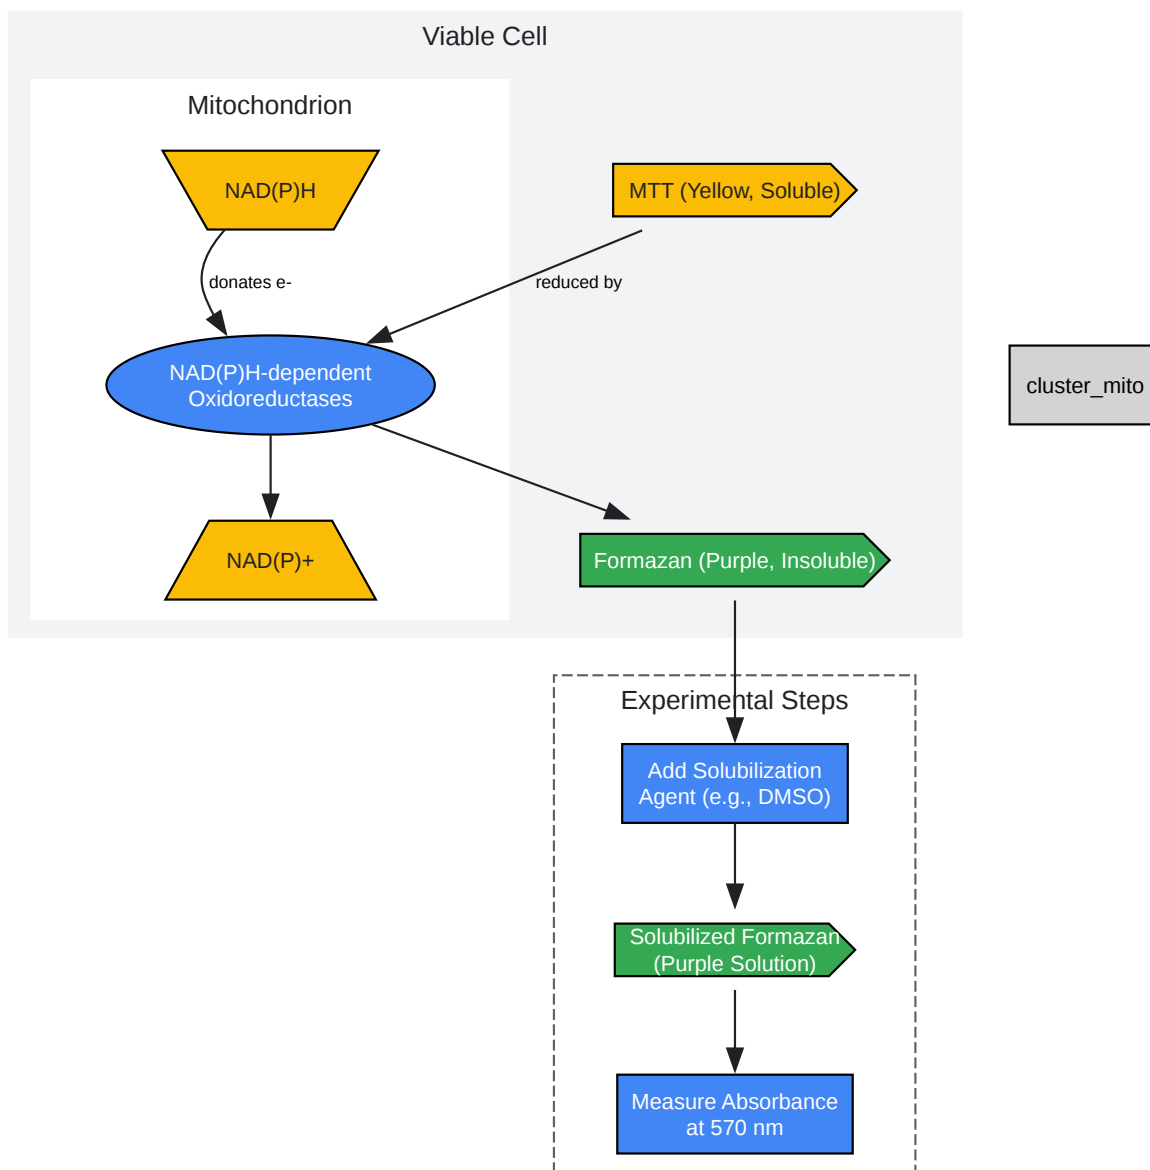 Viable Cell
Mitochondrion
NAD(P)H
MTT (Yellow, Soluble)
donates e-
reduced by
NAD(P)H-dependent
Oxidoreductases
cluster_mito
NAD(P)+
Formazan (Purple, Insoluble)
Experimental Steps
Add Solubilization
Agent (e.g., DMSO)
Solubilized Formazan
(Purple Solution)
Measure Absorbance
at 570 nm